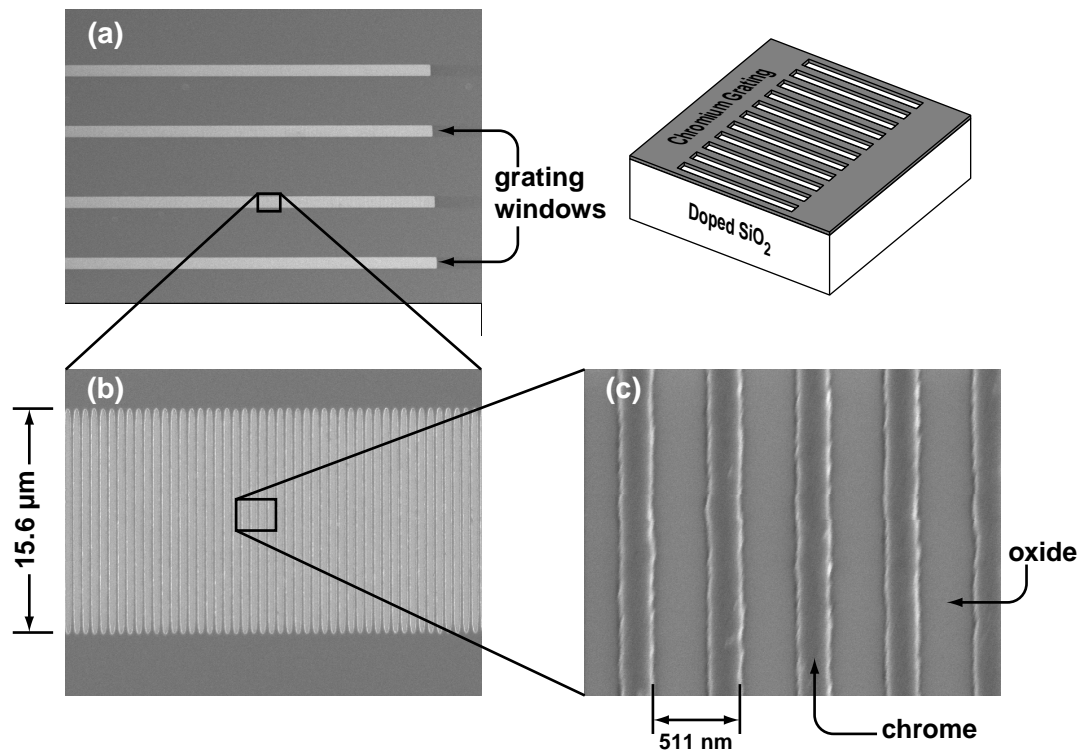 (a)
grating
windows
Chromium Grating
Doped SiO₂
(b)
15.6 µm
(c)
oxide
chrome
511 nm